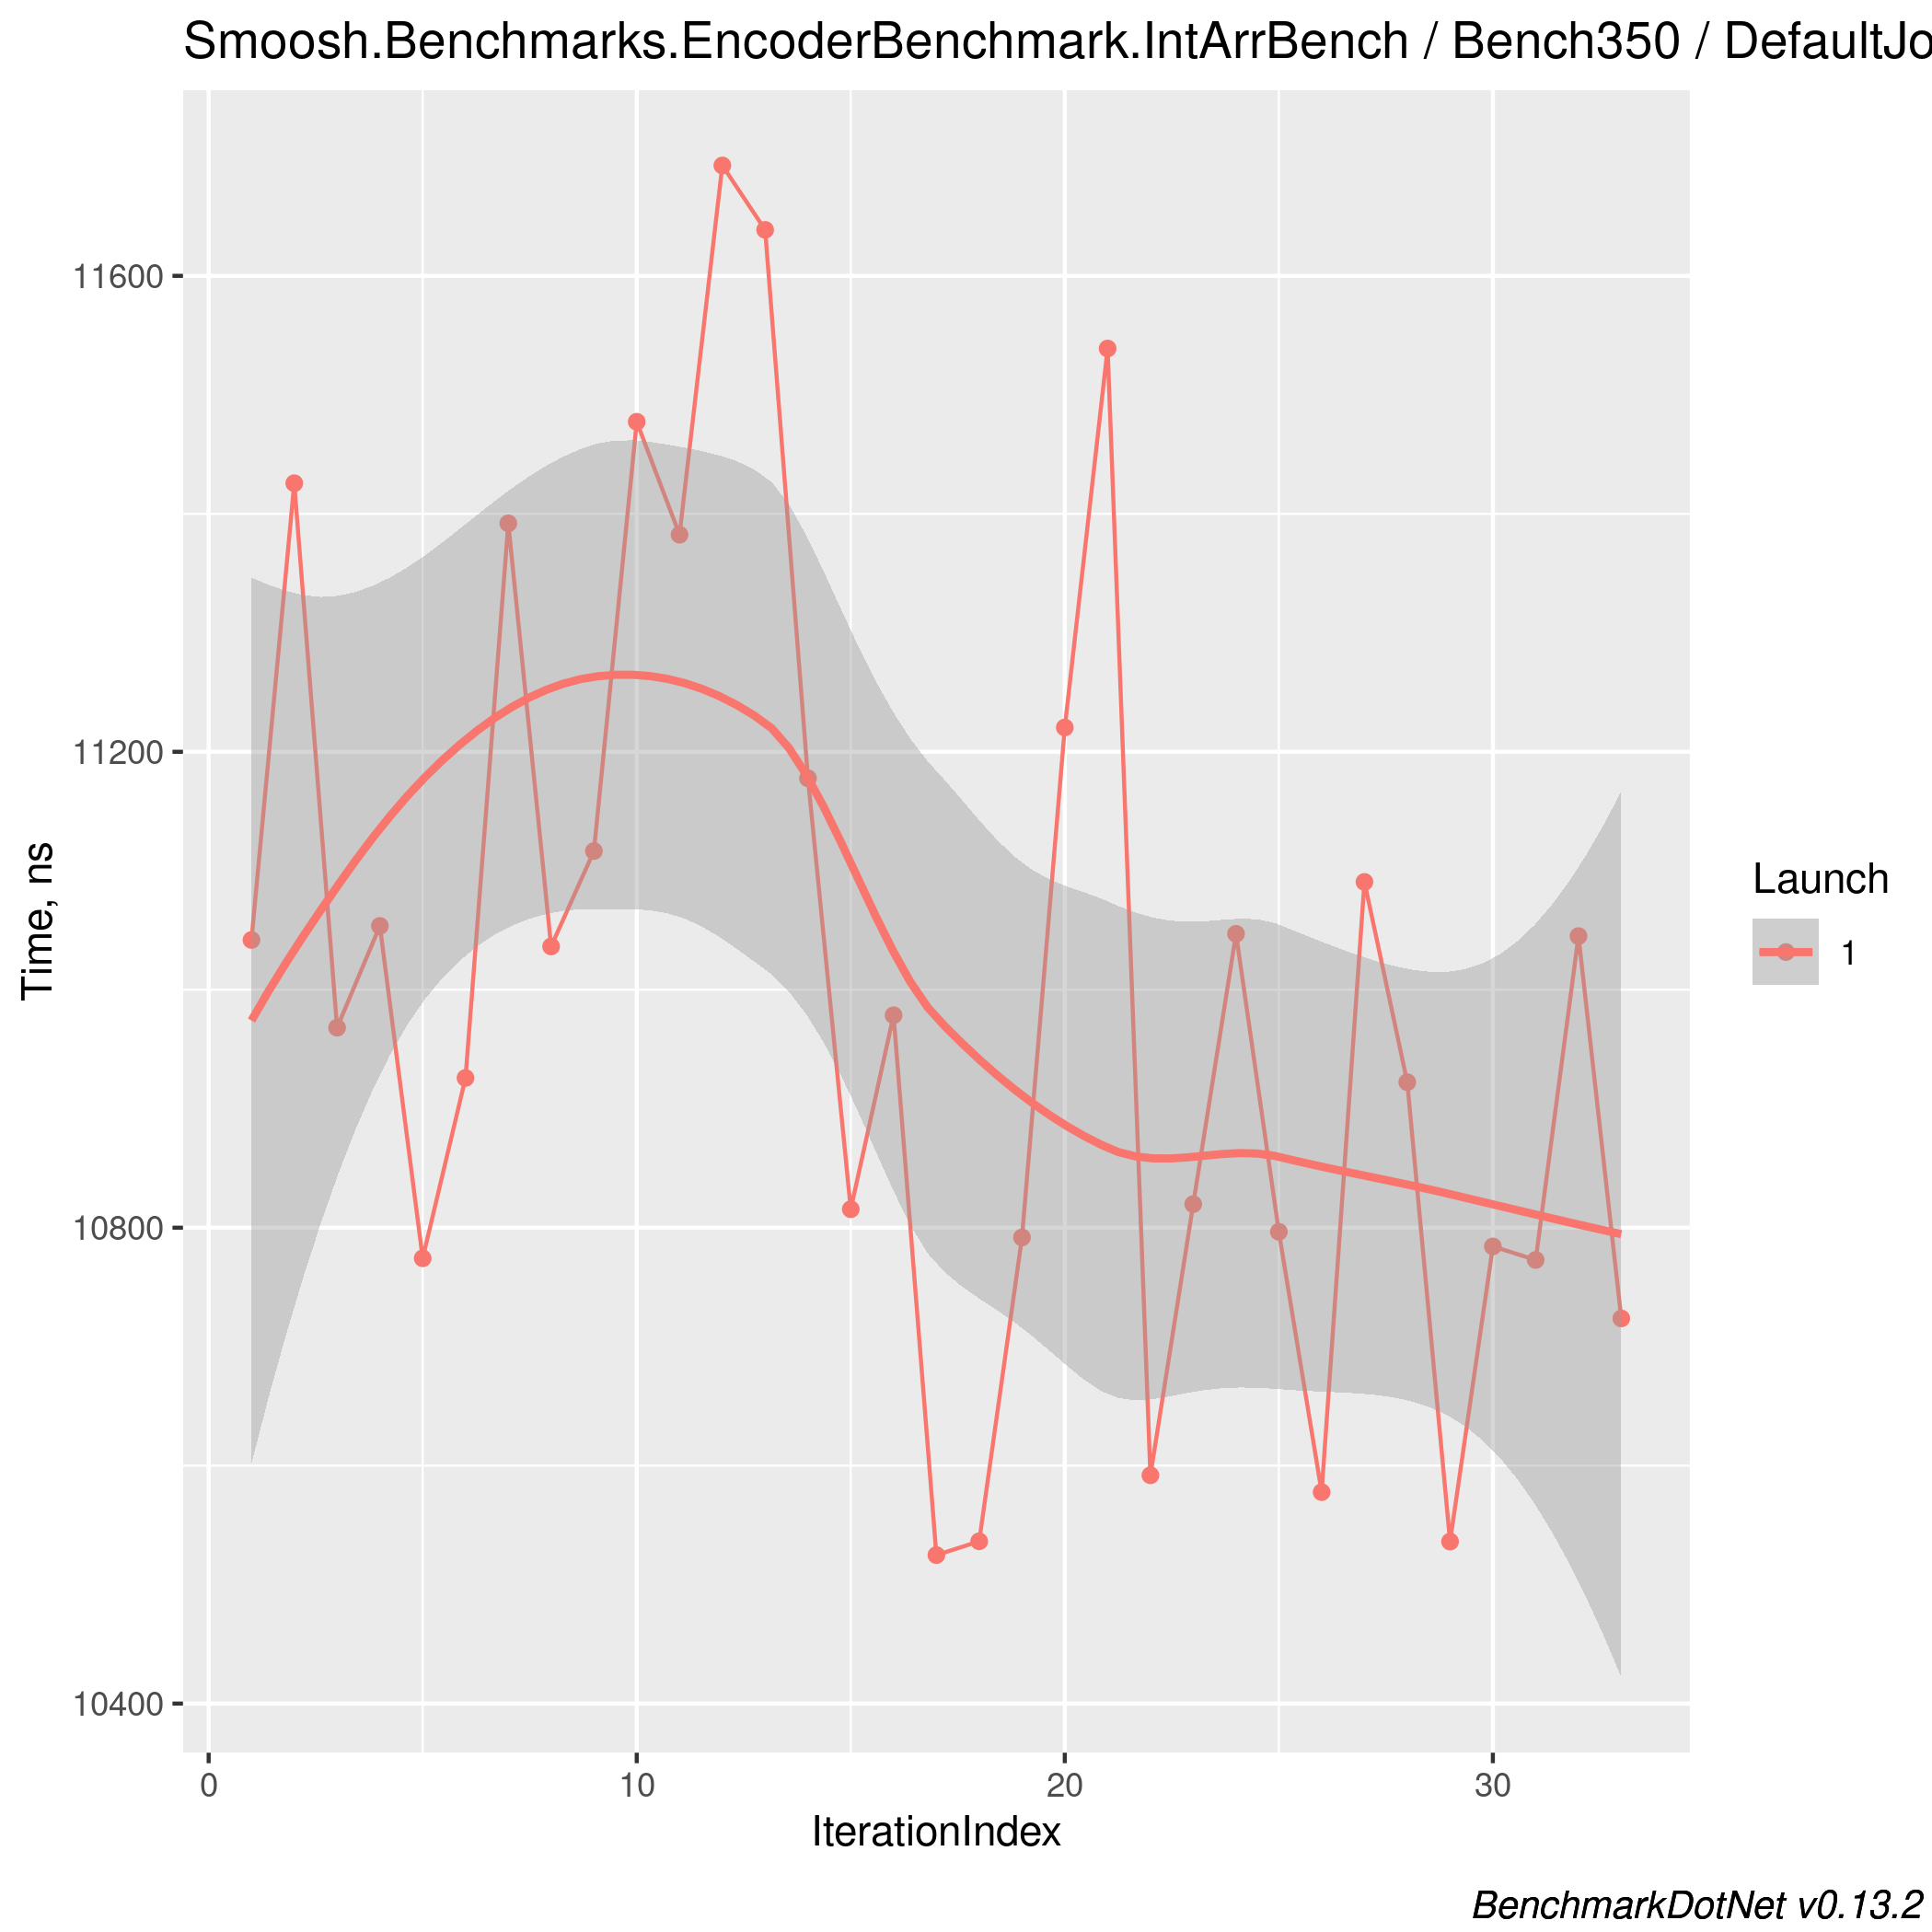 Smoosh.Benchmarks.EncoderBenchmark.IntArrBench / Bench350 / DefaultJo
11600
11200
10800
10400
Time, ns
0 10 20 30
IterationIndex
Launch
1
BenchmarkDotNet v0.13.2